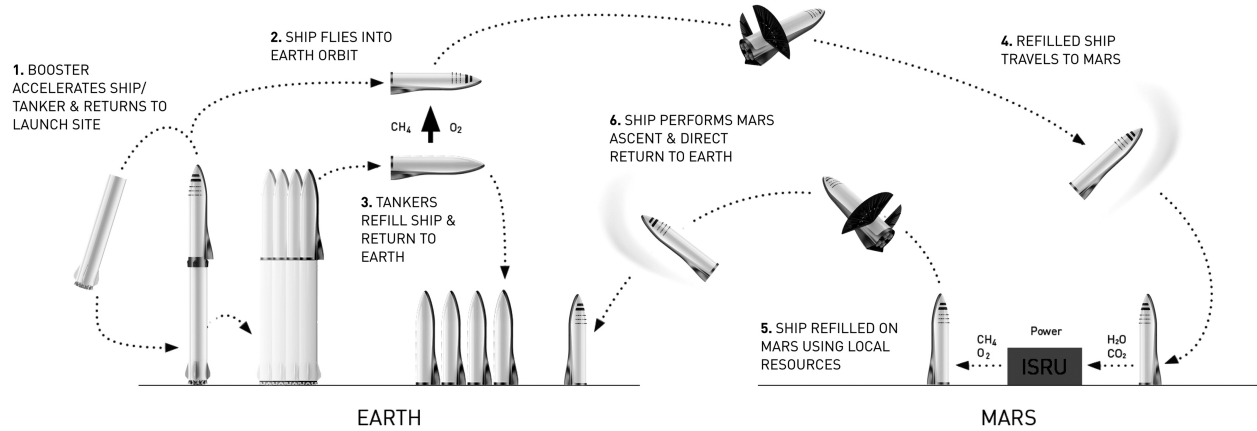 1. BOOSTER
ACCELERATES SHIP/
TANKER & RETURNS TO
LAUNCH SITE
2. SHIP FLIES INTO
EARTH ORBIT
CH₄ O₂
3. TANKERS
REFILL SHIP &
RETURN TO
EARTH
4. REFILLED SHIP
TRAVELS TO MARS
5. SHIP REFILLED ON
MARS USING LOCAL
RESOURCES
6. SHIP PERFORMS MARS
ASCENT & DIRECT
RETURN TO EARTH
CH₄
O₂
Power
ISRU
H₂O
CO₂
EARTH
MARS